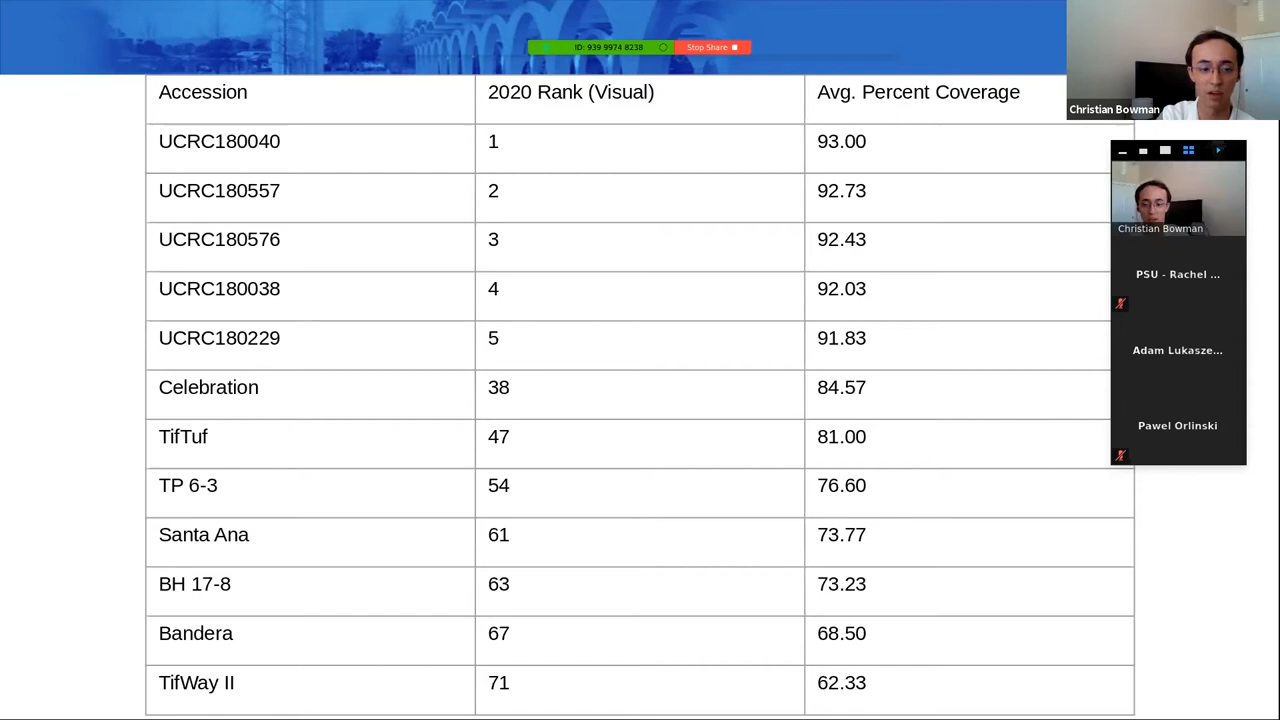 ID: 939 9974 8238
Stop Share
Accession 2020 Rank (Visual) Avg. Percent Coverage
UCRC180040 1 93.00
UCRC180557 2 92.73
UCRC180576 3 92.43
UCRC180038 4 92.03
UCRC180229 5 91.83
Celebration 38 84.57
TifTuf 47 81.00
TP 6-3 54 76.60
Santa Ana 61 73.77
BH 17-8 63 73.23
Bandera 67 68.50
TifWay II 71 62.33
Christian Bowman
Christian Bowman
PSU - Rachel ...
Adam Lukasze...
Pawel Orlinski